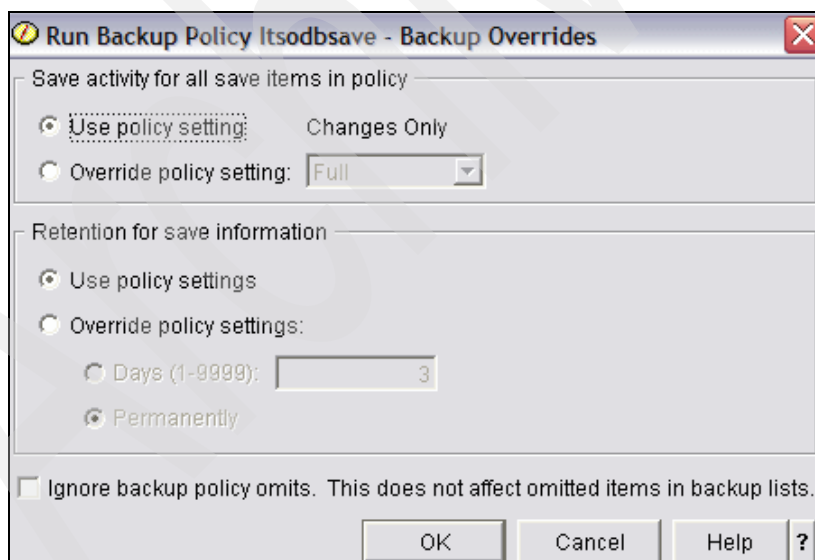 Run Backup Policy Itsodbsave - Backup Overrides
Save activity for all save items in policy
Use policy setting Changes Only
Override policy setting: Full
Retention for save information
Use policy settings
Override policy settings:
Days (1-9999): 3
Permanently
Ignore backup policy omits. This does not affect omitted items in backup lists.
OK Cancel Help ?